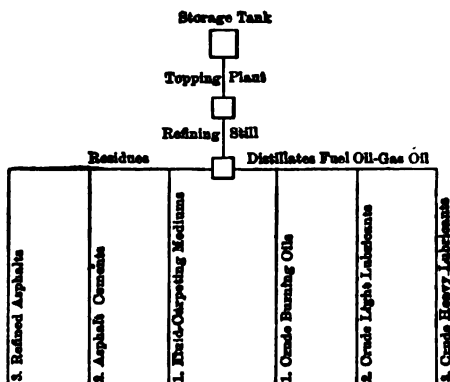 Storage Tank
Topping Plant
Refining Still
Residues
Distillates Fuel Oil-Gas Oil
3. Refined Asphalts
2. Asphalt Cements
1. Fluid-Carpeting Mediums
1. Crude Burning Oils
2. Crude Light Lubricants
3. Crude Heavy Lubricants